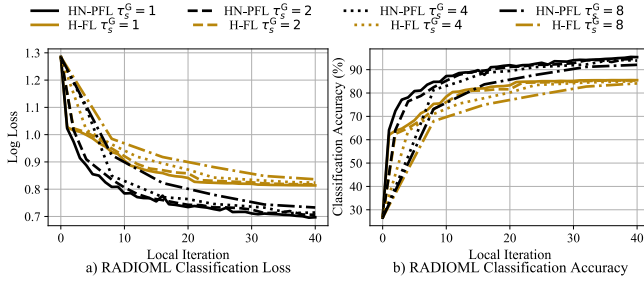 HN-PFL τ_s^G = 1 HN-PFL τ_s^G = 2 HN-PFL τ_s^G = 4 HN-PFL τ_s^G = 8
H-FL τ_s^G = 1 H-FL τ_s^G = 2 H-FL τ_s^G = 4 H-FL τ_s^G = 8
Log Loss
1.3
1.2
1.1
1.0
0.9
0.8
0.7
0 10 20 30 40
Local Iteration
a) RADIOML Classification Loss
Classification Accuracy (%)
90
80
70
60
50
40
30
0 10 20 30 40
Local Iteration
b) RADIOML Classification Accuracy